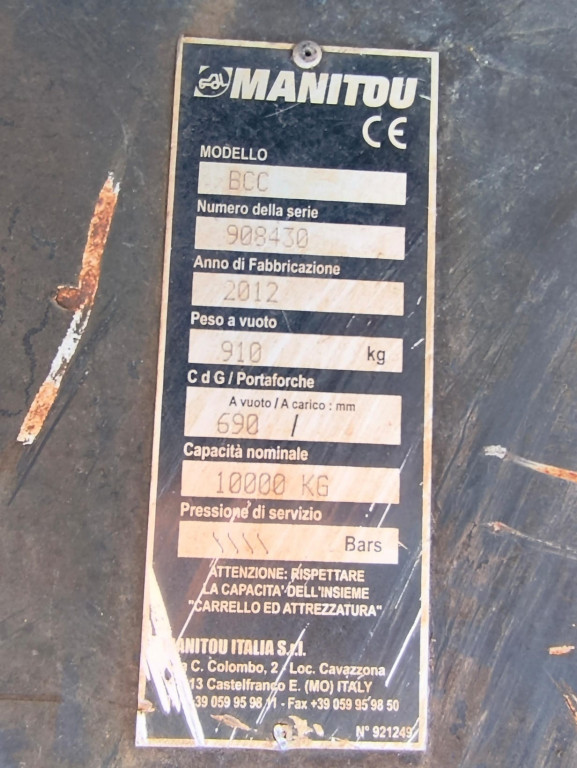 MANITOU
CE
MODELLO
BCC
Numero della serie
908430
Anno di Fabbricazione
2012
Peso a vuoto
910 kg
C d G / Portaforche
A vuoto / A carico : mm
690 /
Capacità nominale
10000 KG
Pressione di servizio
\\\\ Bars
ATTENZIONE: RISPETTARE
LA CAPACITA' DELL'INSIEME
"CARRELLO ED ATTREZZATURA"
ANITOU ITALIA S.r.l.
C. Colombo, 2 - Loc. Cavazzona
13 Castelfranco E. (MO) ITALY
+39 059 95 98 11 - Fax +39 059 95 98 50
N° 921249